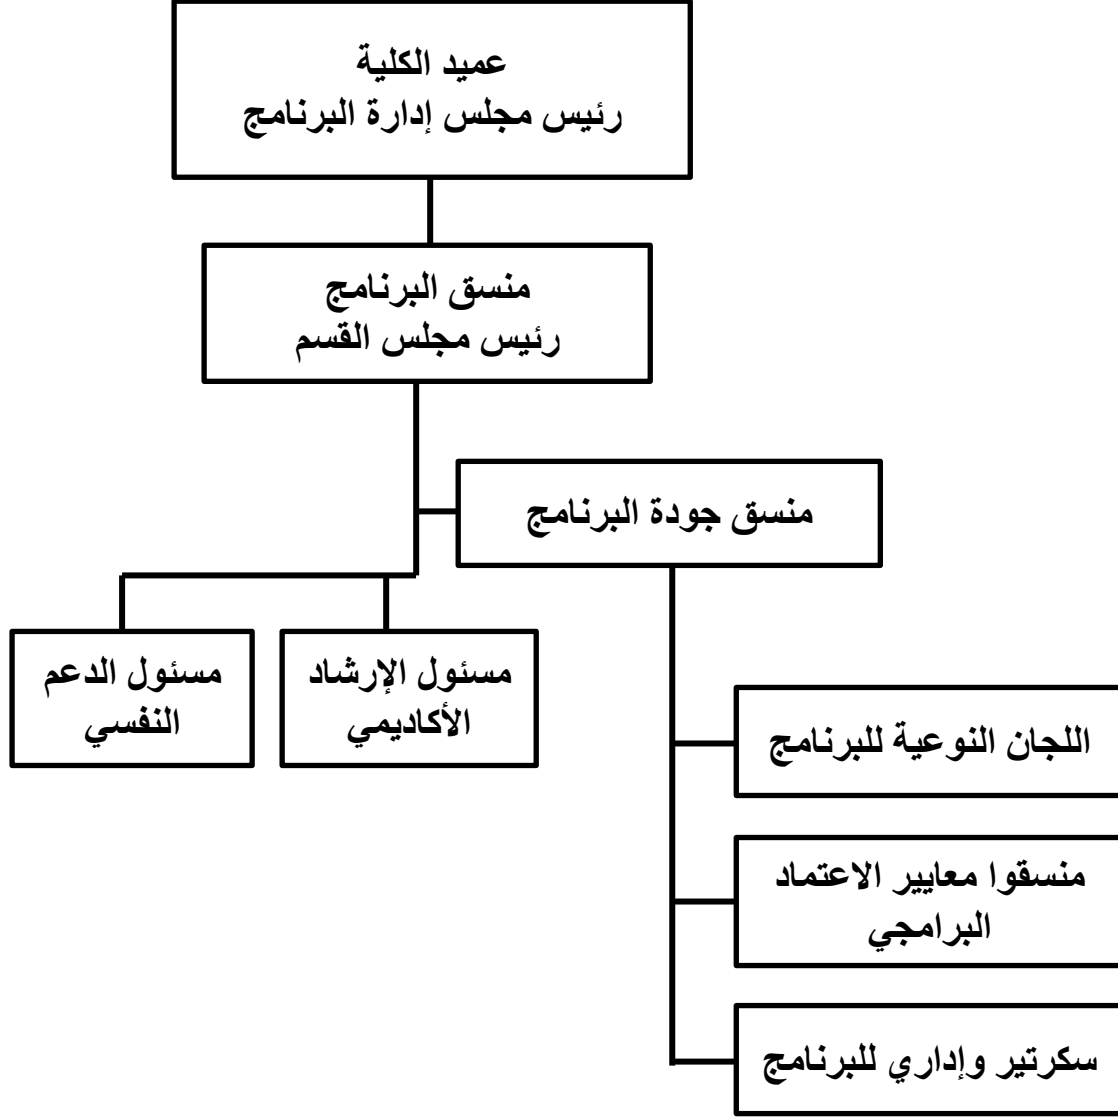 عميد الكلية
رئيس مجلس إدارة البرنامج
منسق البرنامج
رئيس مجلس القسم
منسق جودة البرنامج
مسئول الإرشاد
الأكاديمي
مسئول الدعم
النفسي
اللجان النوعية للبرنامج
منسقوا معايير الاعتماد
البرامجي
سكرتير وإداري للبرنامج